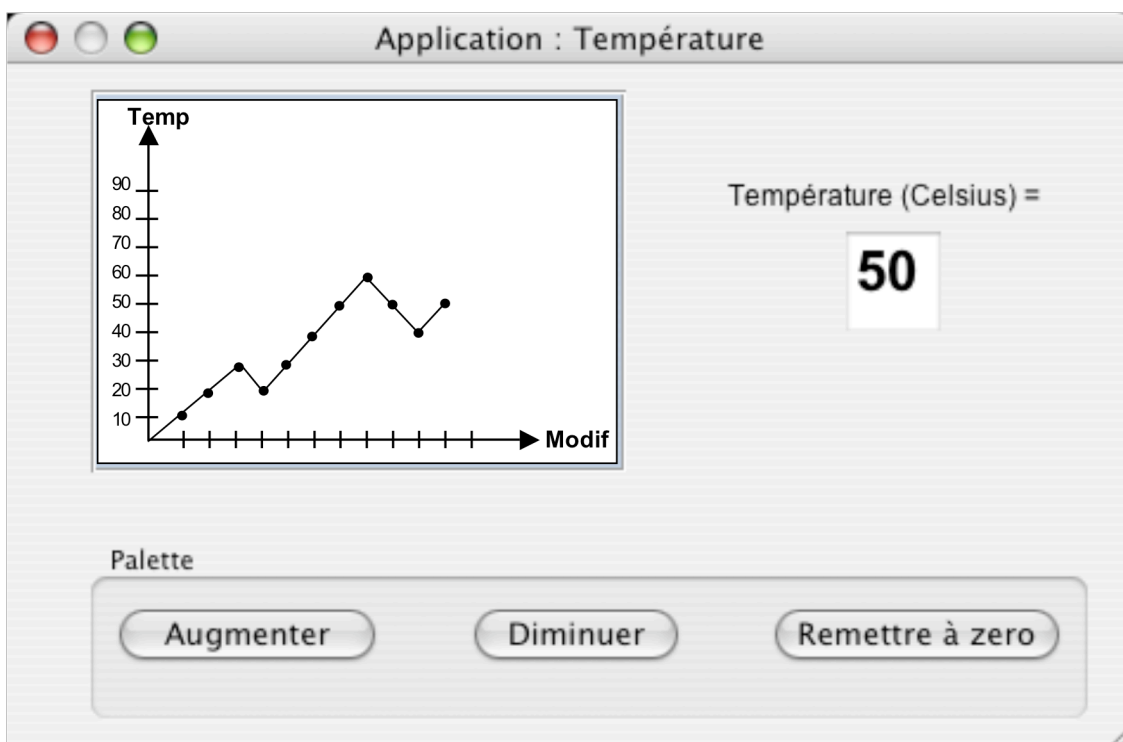 Application : Température
Temp
90
80
70
60
50
40
30
20
10
Modif
Température (Celsius) =
50
Palette
Augmenter
Diminuer
Remettre à zero